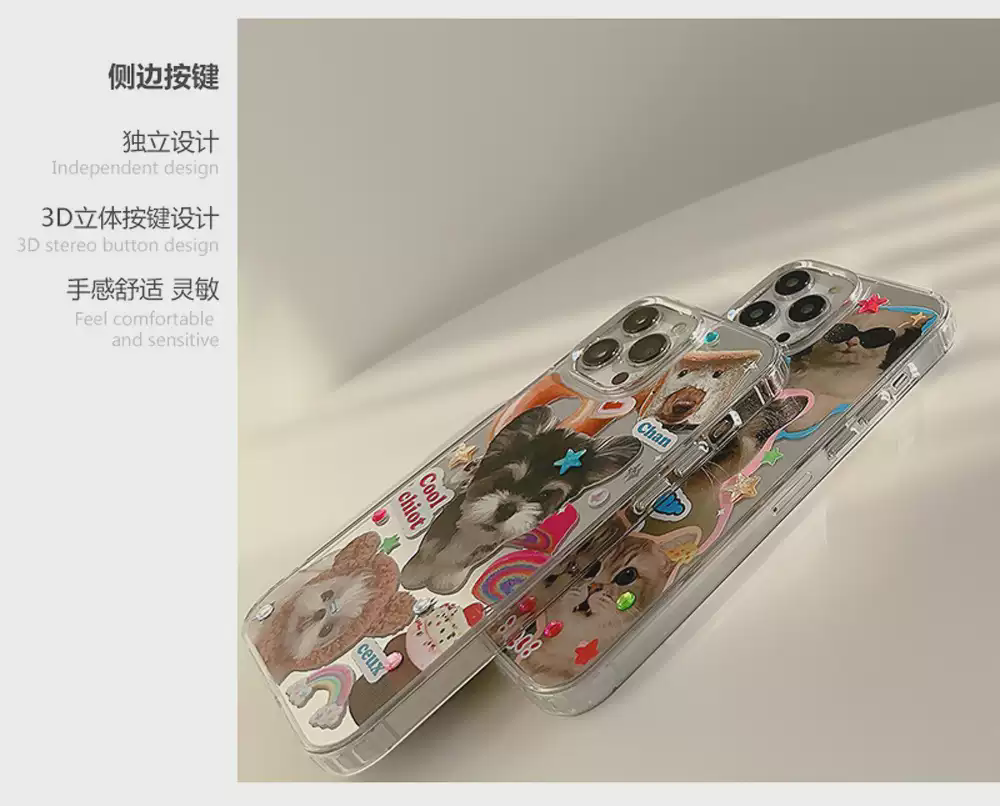 侧边按键
独立设计
Independent design
3D立体按键设计
3D stereo button design
手感舒适 灵敏
Feel comfortable
and sensitive
Chan
Cool
chiot
ceux